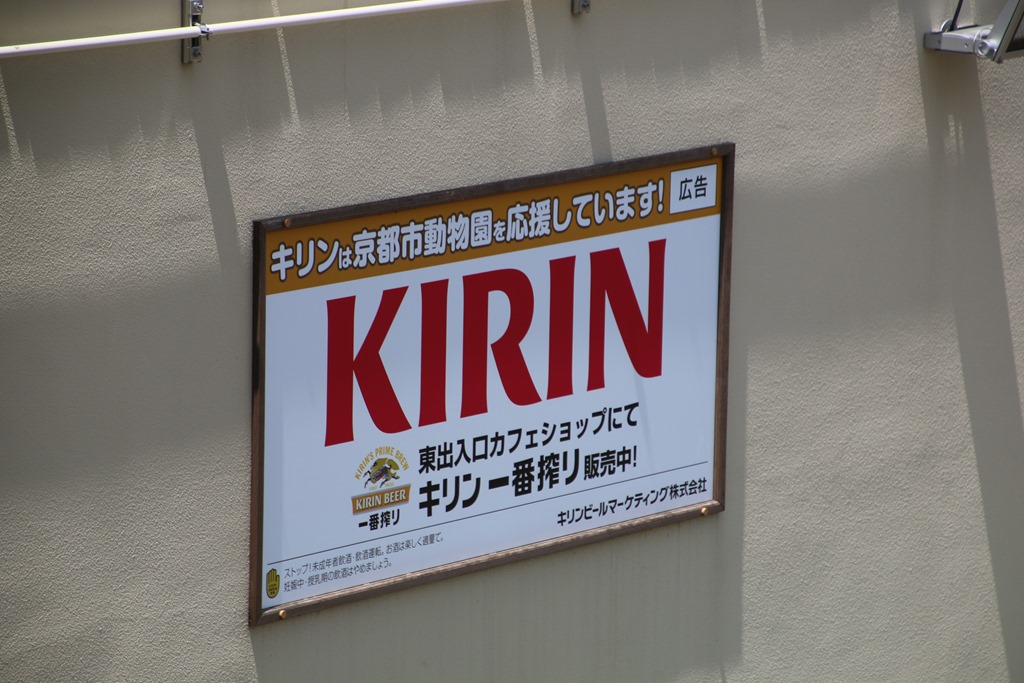 キリンは京都市動物園を応援しています!
広告
KIRIN
KIRIN'S PRIME BREW
KIRIN BEER
一番搾り
東出入口カフェショップにて
キリン一番搾り販売中!
キリンビールマーケティング株式会社
ストップ!未成年者飲酒・飲酒運転。お酒は楽しく適量で。
妊娠中・授乳期の飲酒はやめましょう。